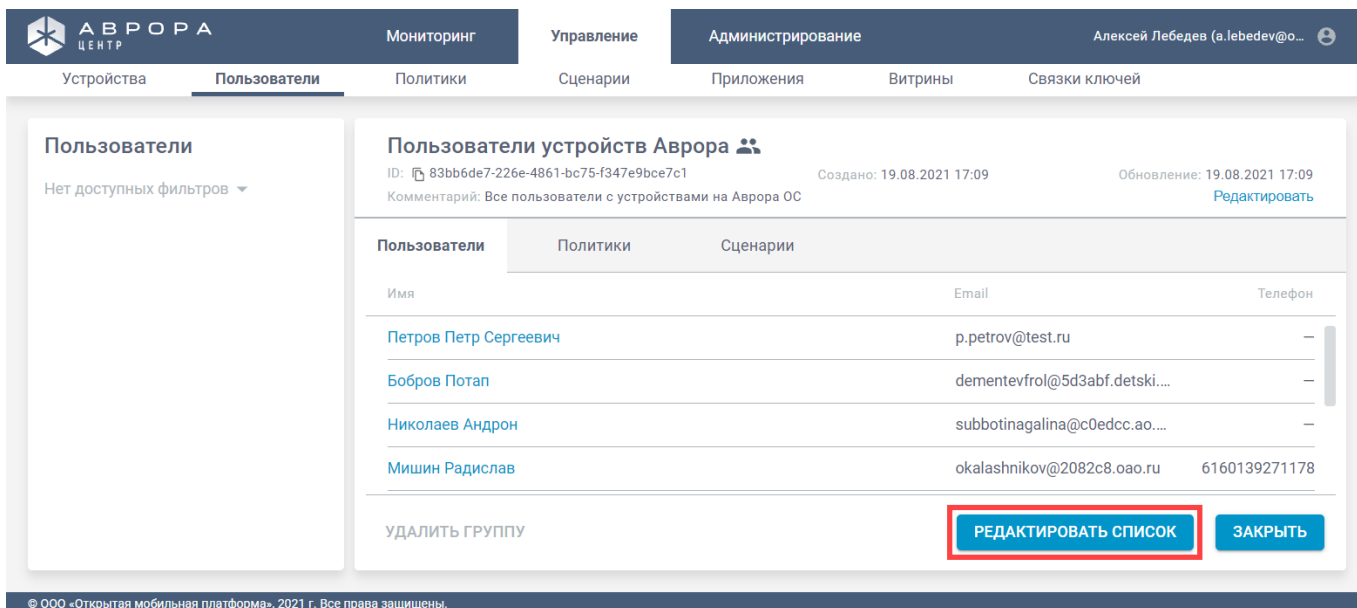 АВРОРА
ЦЕНТР
Мониторинг Управление Администрирование Алексей Лебедев (a.lebedev@o...
Устройства Пользователи Политики Сценарии Приложения Витрины Связки ключей
Пользователи
Нет доступных фильтров
Пользователи устройств Аврора
ID: 83bb6de7-226e-4861-bc75-f347e9bce7c1 Создано: 19.08.2021 17:09 Обновление: 19.08.2021 17:09
Комментарий: Все пользователи с устройствами на Аврора ОС Редактировать
Пользователи Политики Сценарии
Имя Email Телефон
Петров Петр Сергеевич p.petrov@test.ru —
Бобров Потап dementevfrol@5d3abf.detski.... —
Николаев Андрон subbotinagalina@c0edcc.ao.... —
Мишин Радислав okalashnikov@2082c8.oao.ru 6160139271178
УДАЛИТЬ ГРУППУ РЕДАКТИРОВАТЬ СПИСОК ЗАКРЫТЬ
© ООО «Открытая мобильная платформа», 2021 г. Все права защищены.